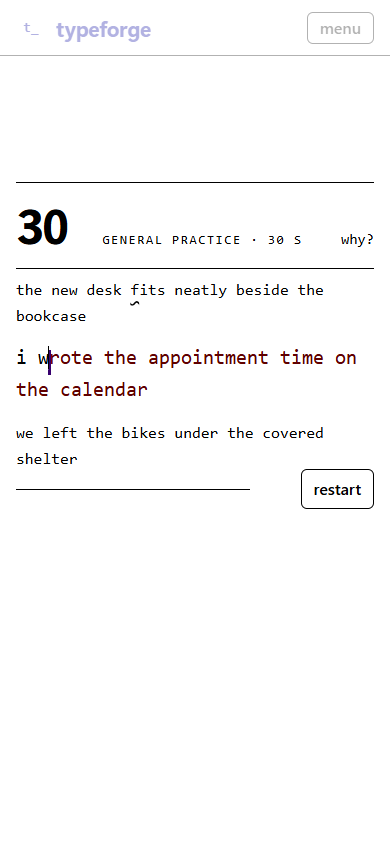 t_ typeforge menu
30 GENERAL PRACTICE · 30 S why?
the new desk fits neatly beside the
bookcase
i wrote the appointment time on
the calendar
we left the bikes under the covered
shelter
restart